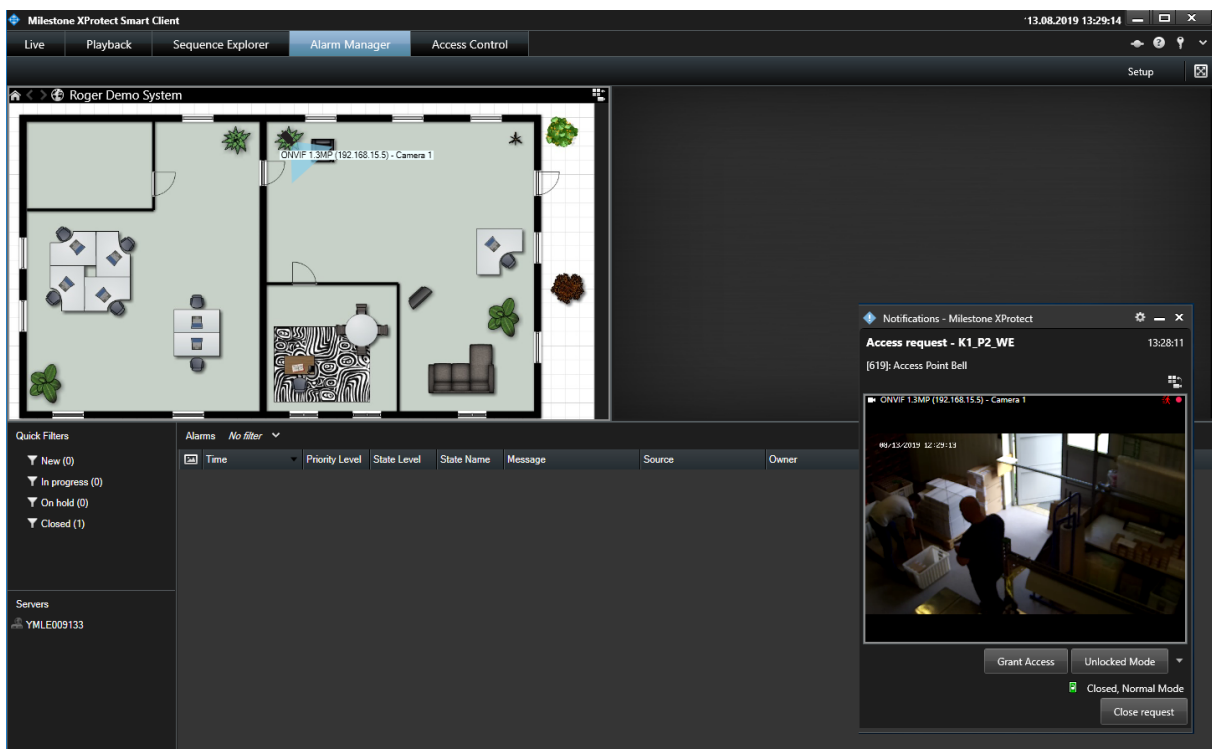 Milestone XProtect Smart Client
13.08.2019 13:29:14
Live Playback Sequence Explorer Alarm Manager Access Control
Setup
Roger Demo System
ONVIF 1.3MP (192.168.15.5) - Camera 1
Notifications - Milestone XProtect
Access request - K1_P2_WE 13:28:11
[619]: Access Point Bell
ONVIF 1.3MP (192.168.15.5) - Camera 1
08/13/2019 12:29:13
Grant Access Unlocked Mode
Closed, Normal Mode
Close request
Quick Filters
New (0)
In progress (0)
On hold (0)
Closed (1)
Servers
YMLE009133
Alarms No filter
Time Priority Level State Level State Name Message Source Owner